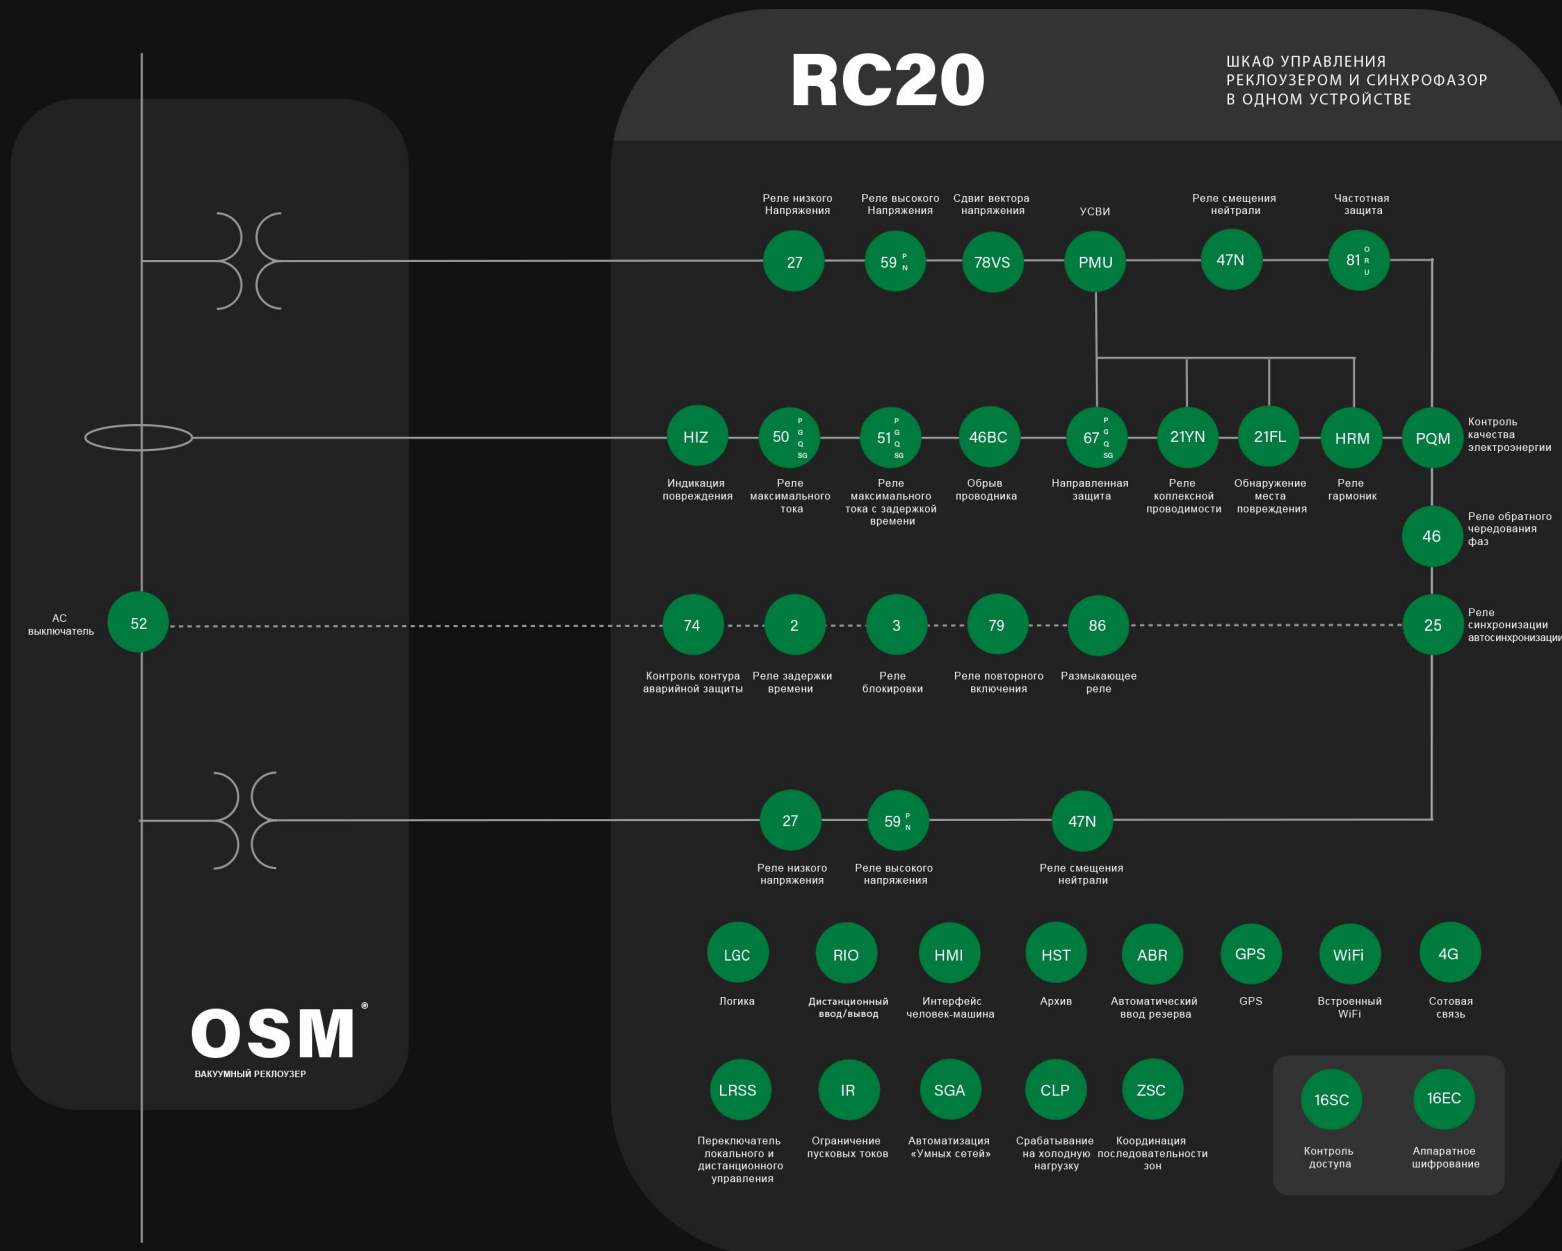 RC20
ШКАФ УПРАВЛЕНИЯ
РЕКЛОУЗЕРОМ И СИНХРОФАЗОР
В ОДНОМ УСТРОЙСТВЕ
Реле низкого
Напряжения
Реле высокого
Напряжения
Сдвиг вектора
напряжения
УСВИ
Реле смещения
нейтрали
Частотная
защита
27
59 P N
78VS
PMU
47N
81 O R U
HIZ
50 P G Q SG
51 P G Q SG
46BC
67 P G Q SG
21YN
21FL
HRM
PQM
Контроль
качества
электроэнергии
Индикация
повреждения
Реле
максимального
тока
Реле
максимального
тока с задержкой
времени
Обрыв
проводника
Направленная
защита
Реле
коплексной
проводимости
Обнаружение
места
повреждения
Реле
гармоник
46
Реле обратного
чередования
фаз
АС
выключатель
52
74
2
3
79
86
25
Реле
синхронизации
автосинхронизации
Контроль контура
аварийной защиты
Реле задержки
времени
Реле
блокировки
Реле повторного
включения
Размыкающее
реле
27
59 P N
47N
Реле низкого
напряжения
Реле высокого
напряжения
Реле смещения
нейтрали
LGC
RIO
HMI
HST
ABR
GPS
WiFi
4G
Логика
Дистанционный
ввод/вывод
Интерфейс
человек-машина
Архив
Автоматический
ввод резерва
GPS
Встроенный
WiFi
Сотовая
связь
OSM®
ВАКУУМНЫЙ РЕКЛОУЗЕР
LRSS
IR
SGA
CLP
ZSC
16SC
16EC
Переключатель
локального и
дистанционного
управления
Ограничение
пусковых токов
Автоматизация
«Умных сетей»
Срабатывание
на холодную
нагрузку
Координация
последовательности
зон
Контроль
доступа
Аппаратное
шифрование